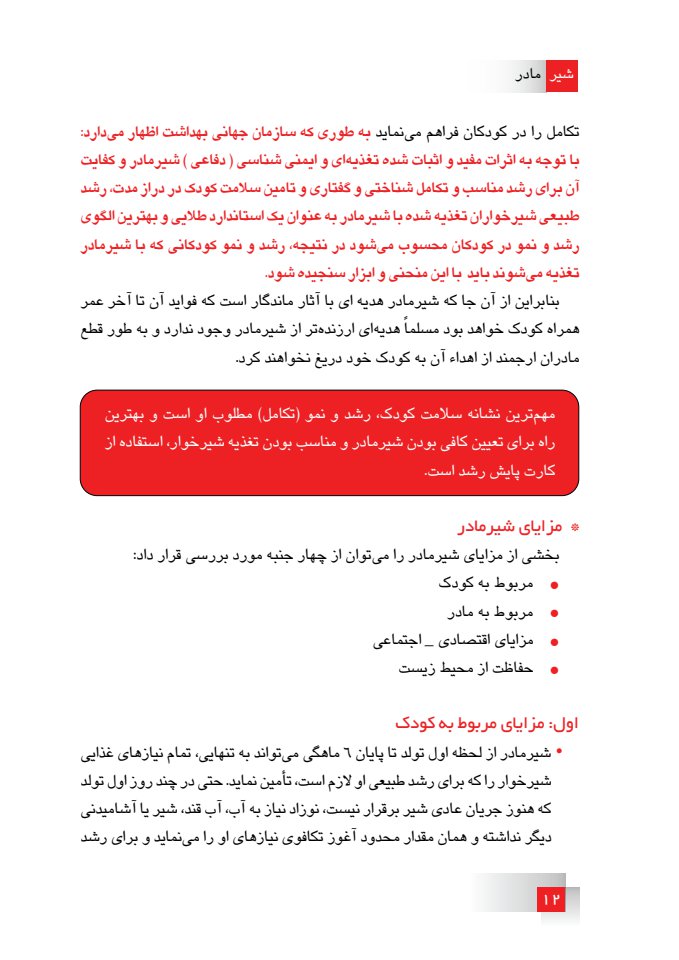 شیر مادر
تکامل را در کودکان فراهم می‌نماید به طوری که سازمان جهانی بهداشت اظهار می‌دارد:
با توجه به اثرات مفید و اثبات شده تغذیه‌ای و ایمنی شناسی ( دفاعی ) شیرمادر و کفایت
آن برای رشد مناسب و تکامل شناختی و گفتاری و تامین سلامت کودک در دراز مدت، رشد
طبیعی شیرخواران تغذیه شده با شیرمادر به عنوان یک استاندارد طلایی و بهترین الگوی
رشد و نمو در کودکان محسوب می‌شود در نتیجه، رشد و نمو کودکانی که با شیرمادر
تغذیه می‌شوند باید با این منحنی و ابزار سنجیده شود.
بنابراین از آن جا که شیرمادر هدیه ای با آثار ماندگار است که فواید آن تا آخر عمر
همراه کودک خواهد بود مسلماً هدیه‌ای ارزنده‌تر از شیرمادر وجود ندارد و به طور قطع
مادران ارجمند از اهداء آن به کودک خود دریغ نخواهند کرد.
مهم‌ترین نشانه سلامت کودک، رشد و نمو (تکامل) مطلوب او است و بهترین
راه برای تعیین کافی بودن شیرمادر و مناسب بودن تغذیه شیرخوار، استفاده از
کارت پایش رشد است.
* مزایای شیرمادر
بخشی از مزایای شیرمادر را می‌توان از چهار جنبه مورد بررسی قرار داد:
• مربوط به کودک
• مربوط به مادر
• مزایای اقتصادی _ اجتماعی
• حفاظت از محیط زیست
اول: مزایای مربوط به کودک
• شیرمادر از لحظه اول تولد تا پایان ٦ ماهگی می‌تواند به تنهایی، تمام نیازهای غذایی
شیرخوار را که برای رشد طبیعی او لازم است، تأمین نماید. حتی در چند روز اول تولد
که هنوز جریان عادی شیر برقرار نیست، نوزاد نیاز به آب، آب قند، شیر یا آشامیدنی
دیگر نداشته و همان مقدار محدود آغوز تکافوی نیازهای او را می‌نماید و برای رشد
۱۲